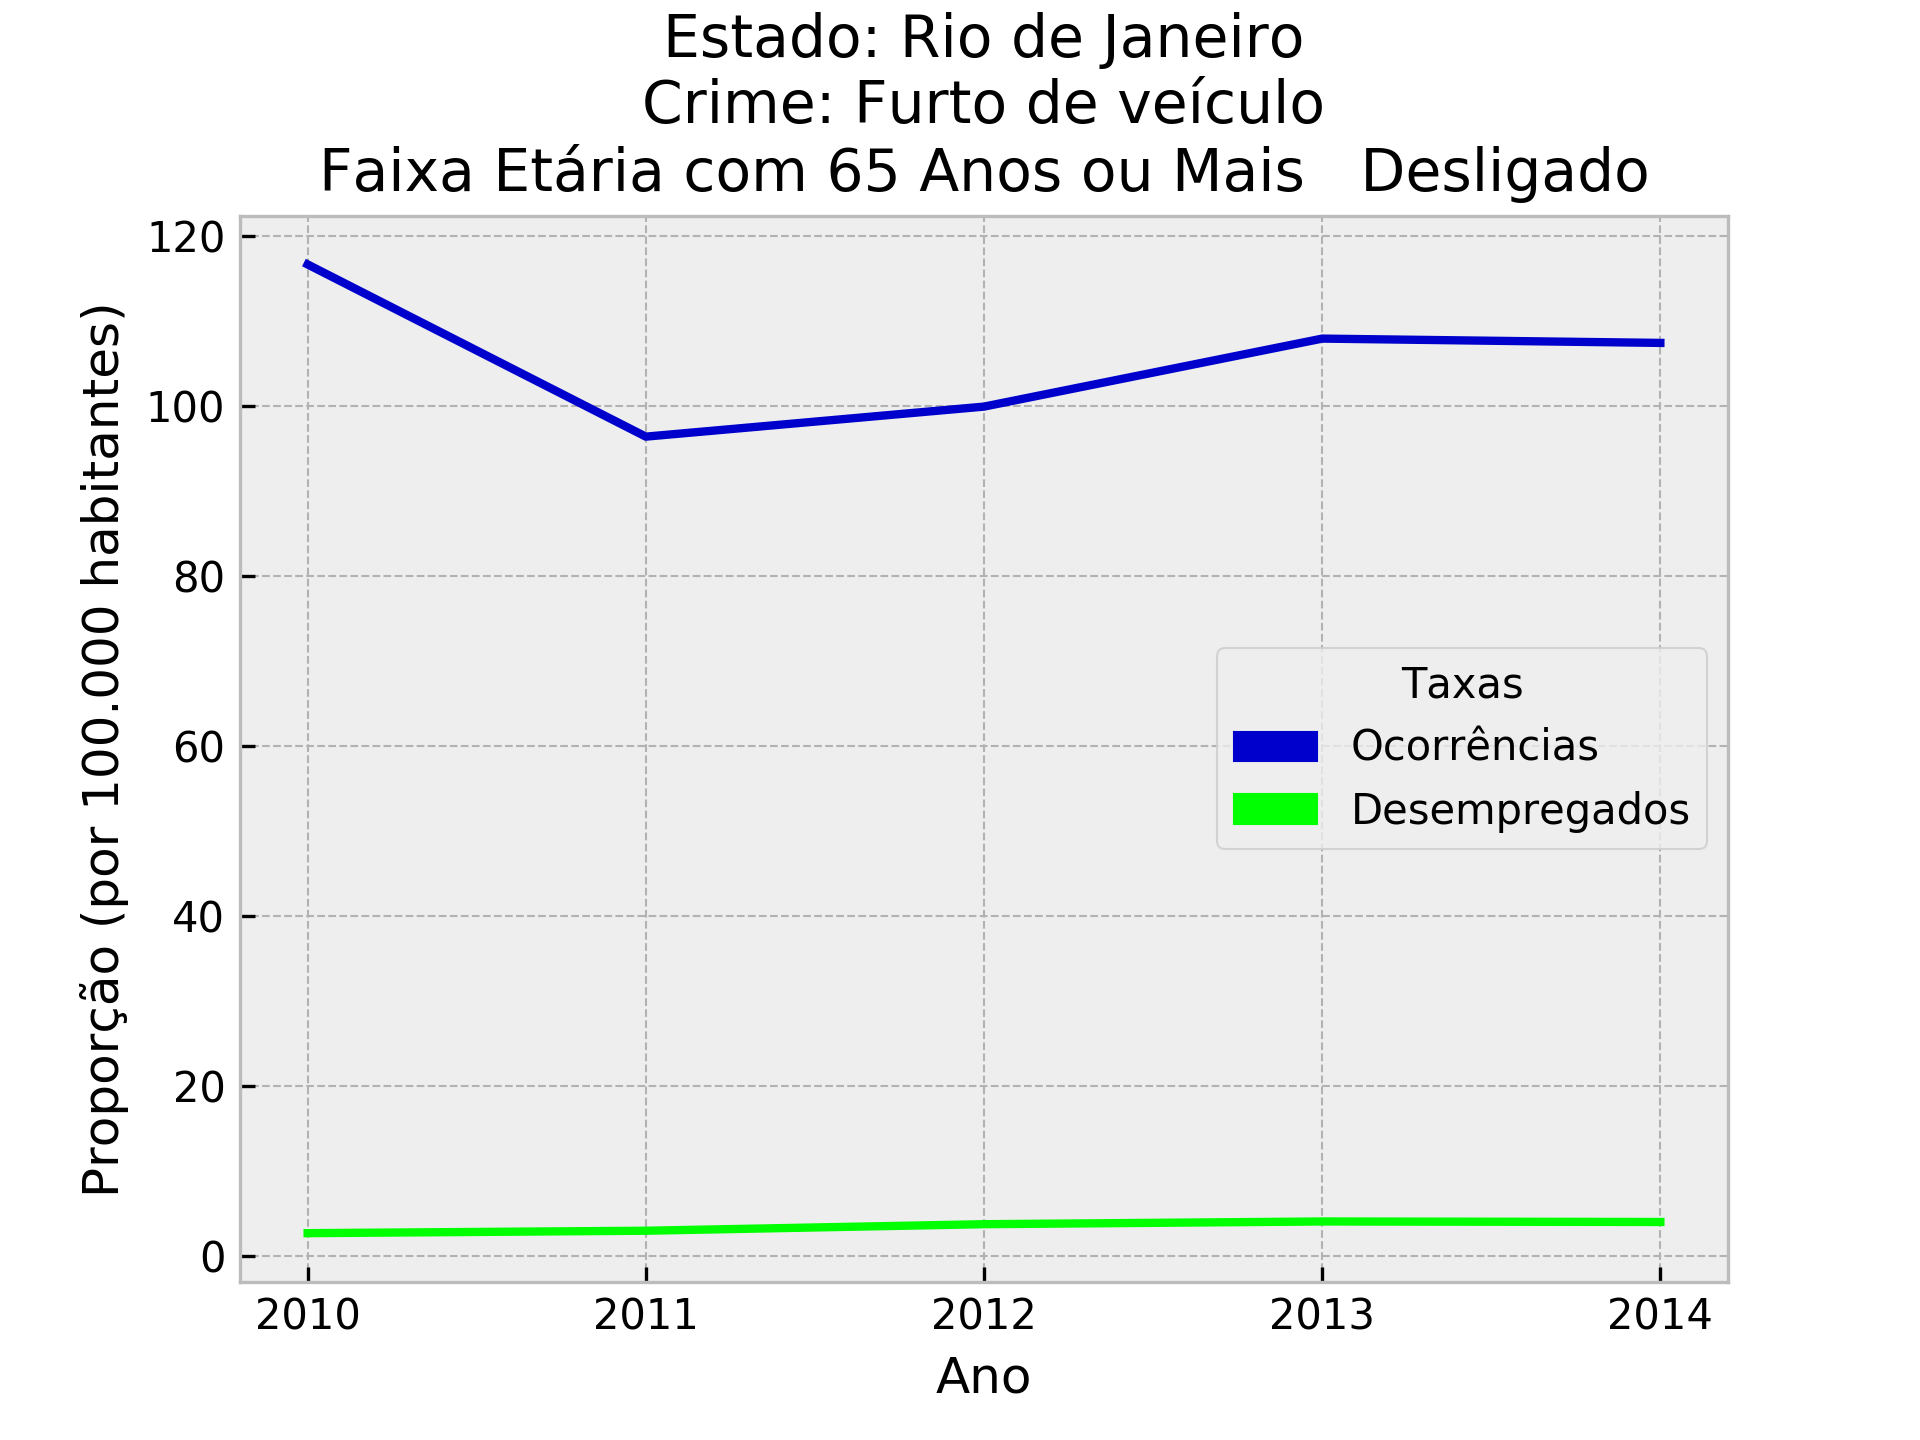 Estado: Rio de Janeiro
Crime: Furto de veículo
Faixa Etária com 65 Anos ou Mais   Desligado
120
100
80
60
40
20
0
Proporção (por 100.000 habitantes)
Taxas
Ocorrências
Desempregados
2010 2011 2012 2013 2014
Ano